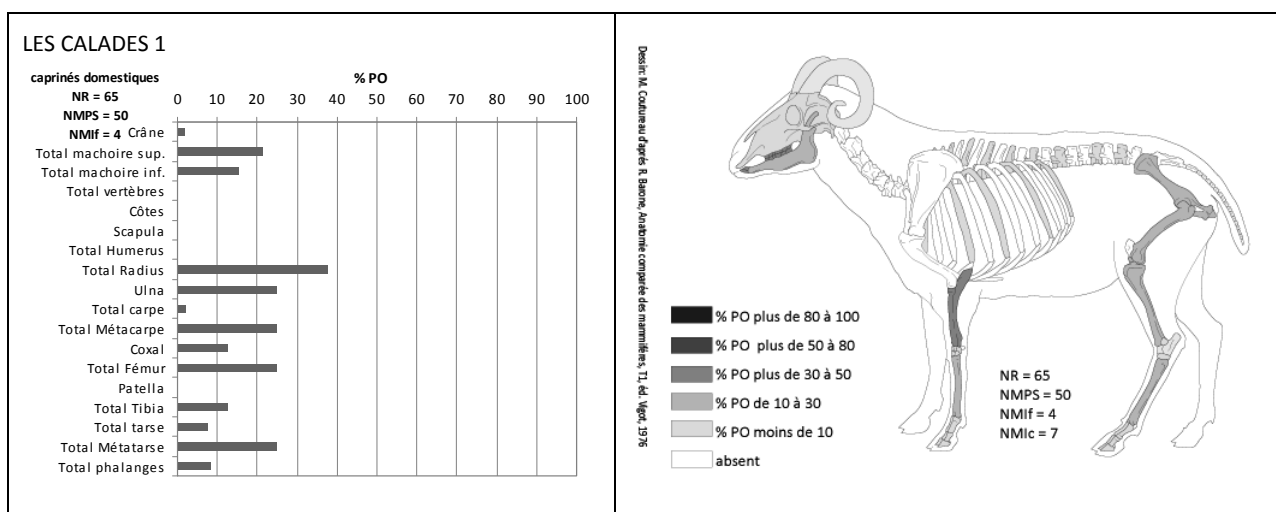 LES CALADES 1
caprinés domestiques
NR = 65
NMPS = 50
NMIf = 4
% PO
0 10 20 30 40 50 60 70 80 90 100
Crâne
Total machoire sup.
Total machoire inf.
Total vertèbres
Côtes
Scapula
Total Humerus
Total Radius
Ulna
Total carpe
Total Métacarpe
Coxal
Total Fémur
Patella
Total Tibia
Total tarse
Total Métatarse
Total phalanges
Dessin: M. Coutureau d'après R. Barone, Anatomie comparée des mammifères, T1, éd. Vigot, 1976
% PO plus de 80 à 100
% PO plus de 50 à 80
% PO plus de 30 à 50
% PO de 10 à 30
% PO moins de 10
absent
NR = 65
NMPS = 50
NMIf = 4
NMIc = 7